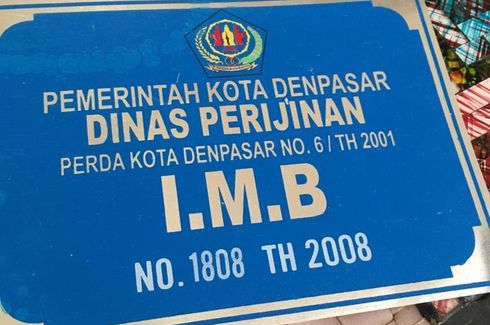 PEMERINTAH KOTA DENPASAR
DINAS PERIJINAN
PERDA KOTA DENPASAR NO. 6 / TH 2001
I.M.B
NO. 1808 TH 2008